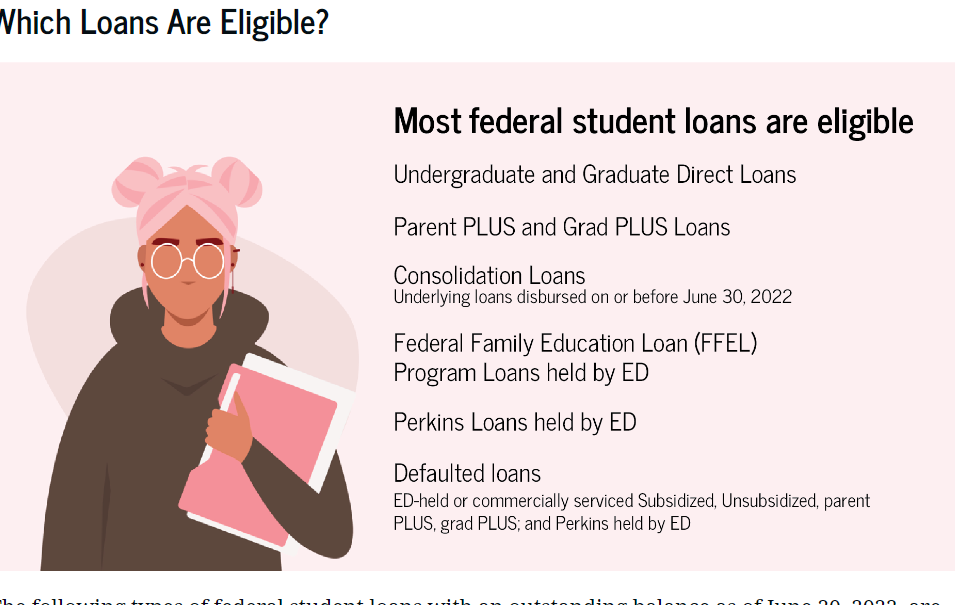 Which Loans Are Eligible?
Most federal student loans are eligible
Undergraduate and Graduate Direct Loans
Parent PLUS and Grad PLUS Loans
Consolidation Loans
Underlying loans disbursed on or before June 30, 2022
Federal Family Education Loan (FFEL)
Program Loans held by ED
Perkins Loans held by ED
Defaulted loans
ED-held or commercially serviced Subsidized, Unsubsidized, parent
PLUS, grad PLUS; and Perkins held by ED
The following types of federal student loans with an outstanding balance as of June 30, 2022, are